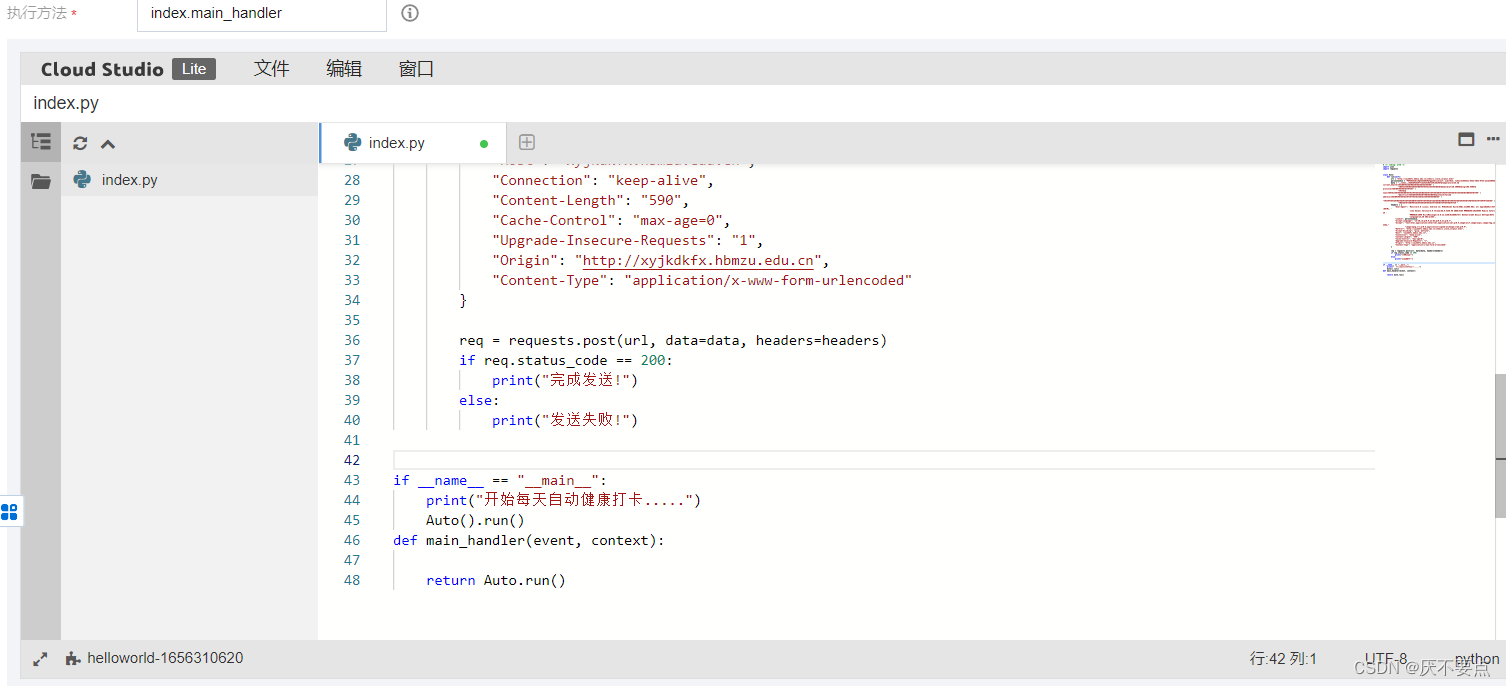 执行方法 * index.main_handler
Cloud Studio Lite 文件 编辑 窗口
index.py
index.py
index.py
28 "Connection": "keep-alive",
29 "Content-Length": "590",
30 "Cache-Control": "max-age=0",
31 "Upgrade-Insecure-Requests": "1",
32 "Origin": "http://xyjkdkfx.hbmzu.edu.cn",
33 "Content-Type": "application/x-www-form-urlencoded"
34 }
35
36 req = requests.post(url, data=data, headers=headers)
37 if req.status_code == 200:
38 print("完成发送!")
39 else:
40 print("发送失败!")
41
42
43 if __name__ == "__main__":
44 print("开始每天自动健康打卡.....")
45 Auto().run()
46 def main_handler(event, context):
47
48 return Auto.run()
helloworld-1656310620 行:42 列:1 UTF-8 python
CSDN @厌不要点